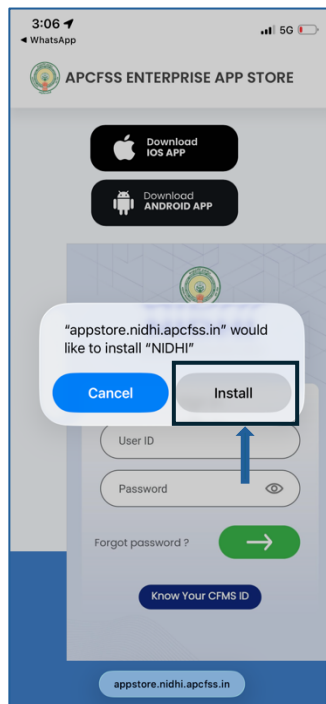 3:06
5G
◄ WhatsApp
APCFSS ENTERPRISE APP STORE
Download
IOS APP
Download
ANDROID APP
"appstore.nidhi.apcfss.in" would
like to install "NIDHI"
Cancel
Install
User ID
Password
Forgot password ?
Know Your CFMS ID
appstore.nidhi.apcfss.in